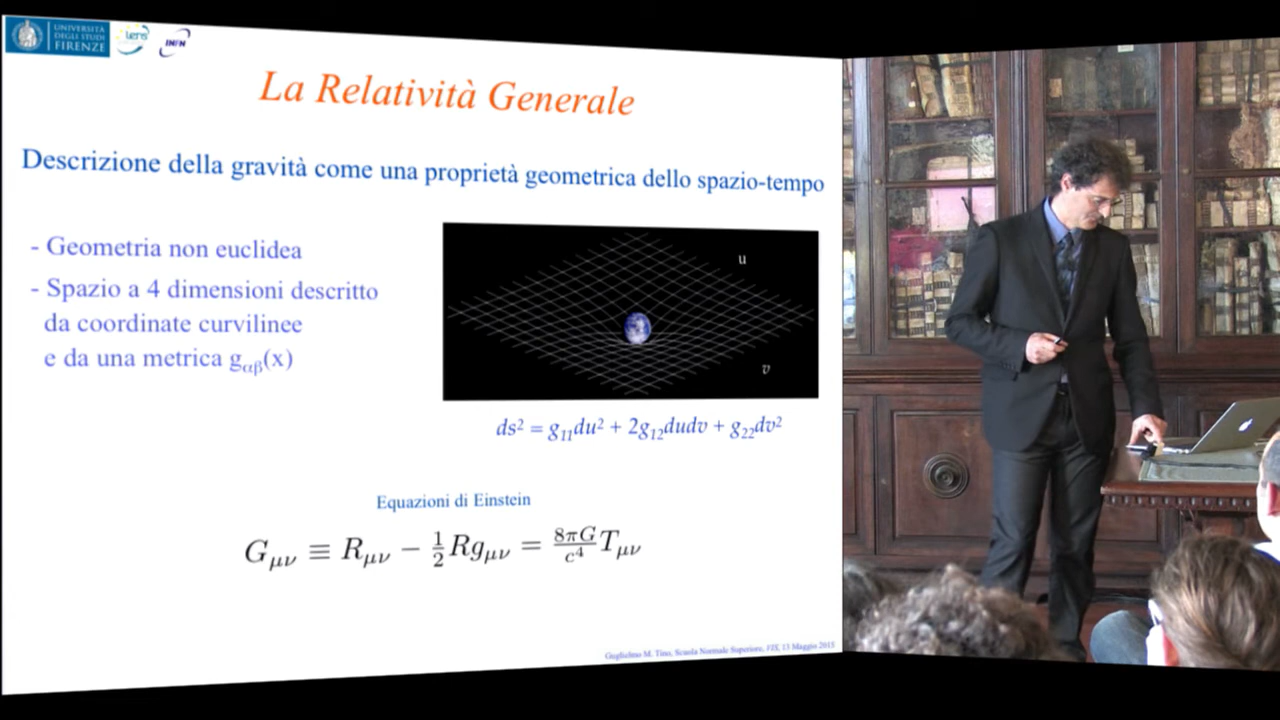 UNIVERSITÀ
DEGLI STUDI
FIRENZE
lens
INFN
La Relatività Generale
Descrizione della gravità come una proprietà geometrica dello spazio-tempo
- Geometria non euclidea
- Spazio a 4 dimensioni descritto
da coordinate curvilinee
e da una metrica gαβ(x)
u
v
ds² = g₁₁du² + 2g₁₂dudv + g₂₂dv²
Equazioni di Einstein
Gμν ≡ Rμν − ½Rgμν = 8πG/c⁴ Tμν
Guglielmo M. Tino, Scuola Normale Superiore, 13 Maggio 2015